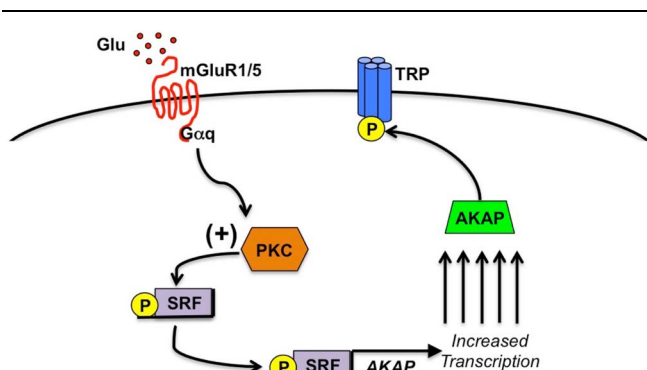 Glu
mGluR1/5
TRP
Gαq
P
AKAP
(+)
PKC
P
SRF
Increased
Transcription
P
SRF
AKAP